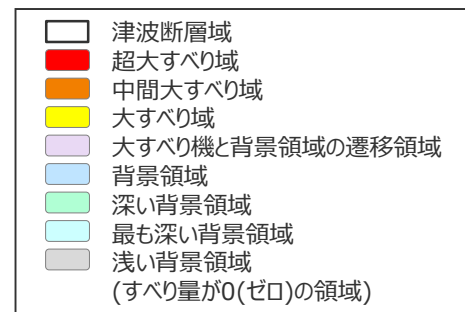 津波断層域
超大すべり域
中間大すべり域
大すべり域
大すべり機と背景領域の遷移領域
背景領域
深い背景領域
最も深い背景領域
浅い背景領域
(すべり量が0(ゼロ)の領域)